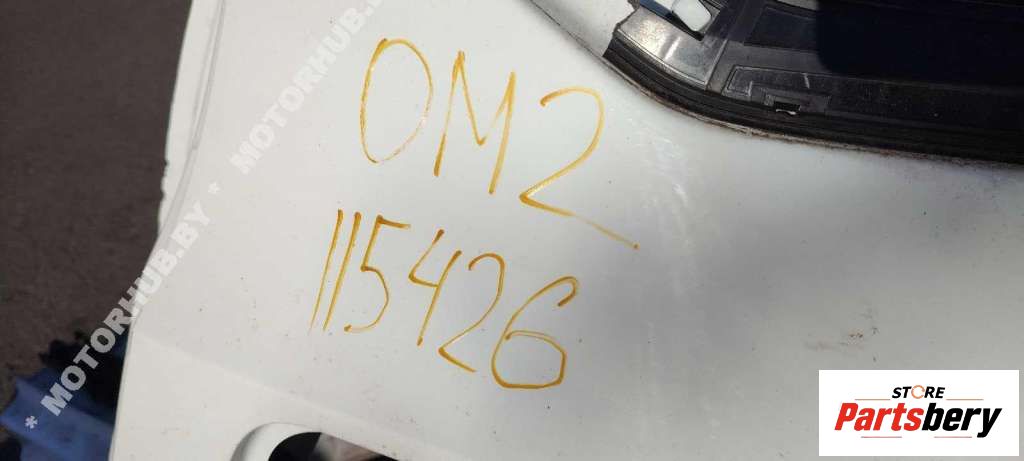 OM2
115426
* MOTORHUB.BY * MOTORHUB.BY
STORE
Partsbery